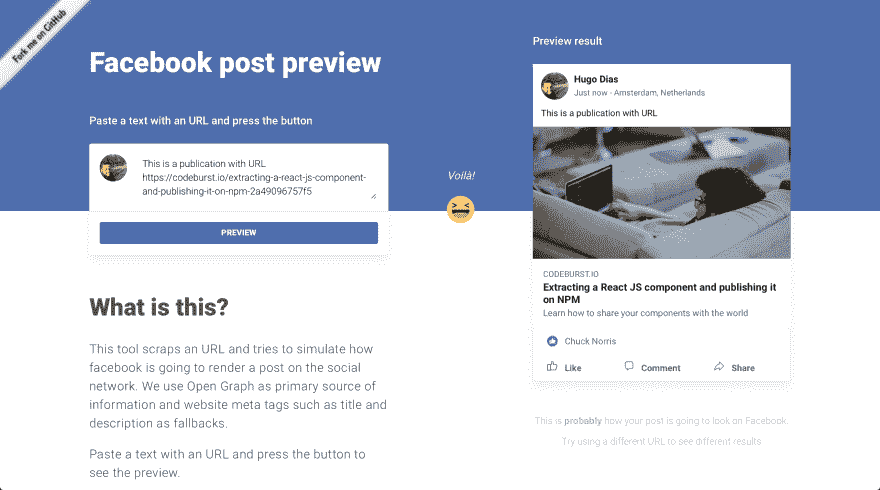 Fork me on GitHub
Facebook post preview
Paste a text with an URL and press the button
This is a publication with URL
https://codeburst.io/extracting-a-react-js-component-
and-publishing-it-on-npm-2a49096757f5
PREVIEW
What is this?
This tool scraps an URL and tries to simulate how
facebook is going to render a post on the social
network. We use Open Graph as primary source of
information and website meta tags such as title and
description as fallbacks.
Paste a text with an URL and press the button to
see the preview.
Voilà!
Preview result
Hugo Dias
Just now · Amsterdam, Netherlands
This is a publication with URL
CODEBURST.IO
Extracting a React JS component and publishing it
on NPM
Learn how to share your components with the world
Chuck Norris
Like
Comment
Share
This is probably how your post is going to look on Facebook.
Try using a different URL to see different results